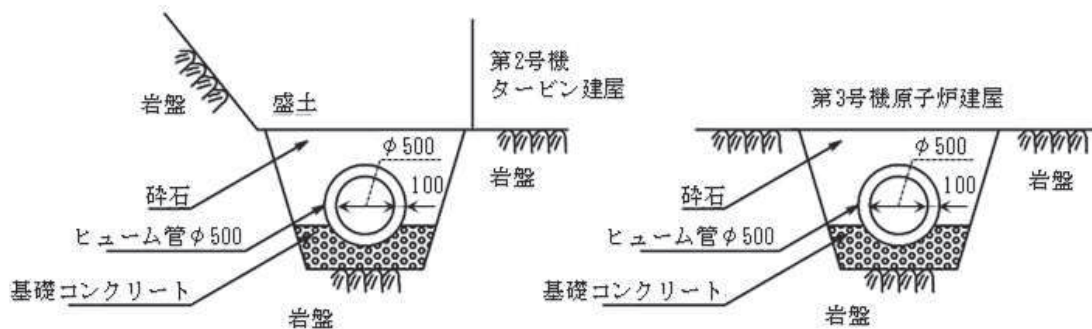 第2号機
タービン建屋
岩盤
盛土
φ500
岩盤
100
砕石
ヒューム管φ500
基礎コンクリート
岩盤
第3号機原子炉建屋
φ500
岩盤
100
砕石
ヒューム管φ500
基礎コンクリート
岩盤